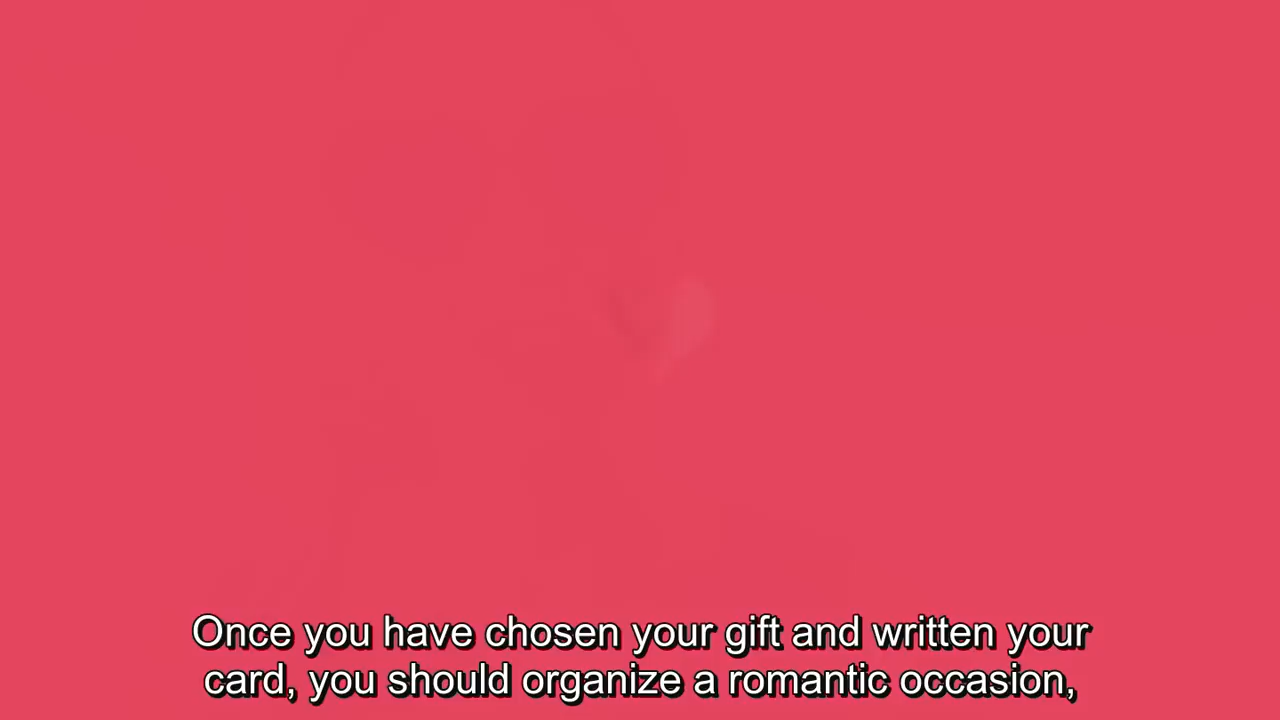 Once you have chosen your gift and written your
card, you should organize a romantic occasion,